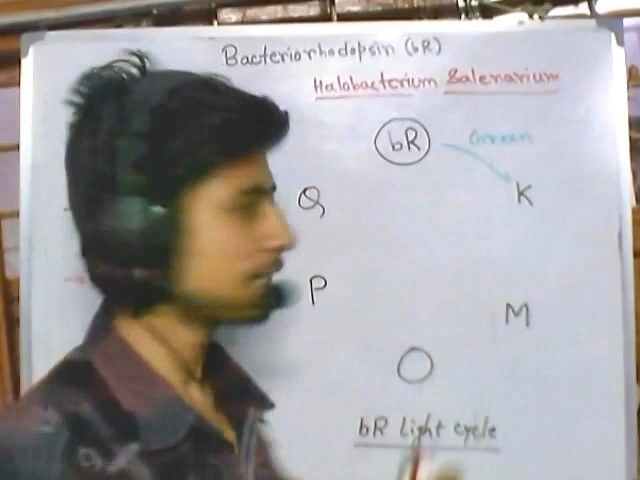 Bacteriorhodopsin (bR)
Halobacterium Salenarium
bR Green
K
Q
P
M
O
bR Light cycle